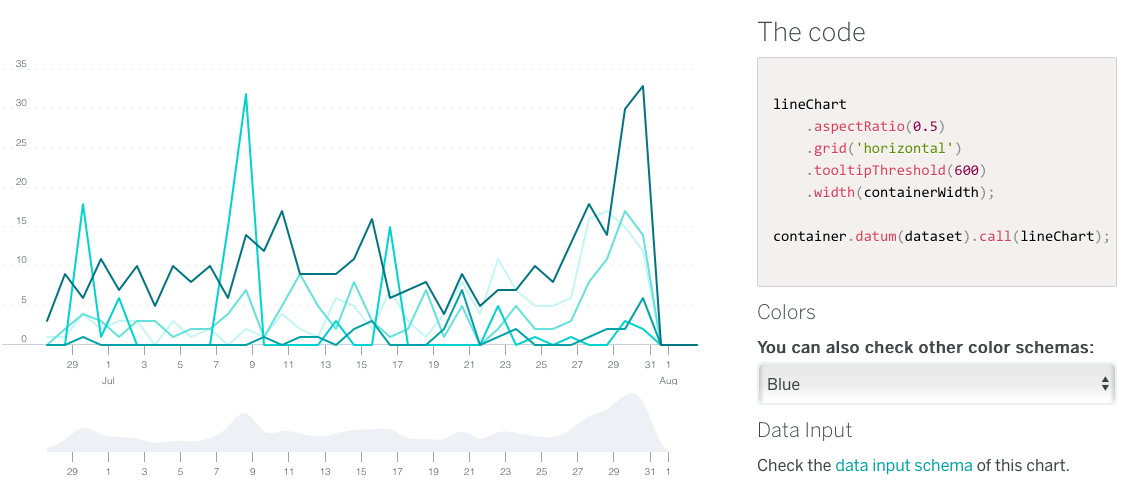 35
30
25
20
15
10
5
0
29 1 3 5 7 9 11 13 15 17 19 21 23 25 27 29 31 1
Jul Aug
29 1 3 5 7 9 11 13 15 17 19 21 23 25 27 29 31 1
The code
lineChart
.aspectRatio(0.5)
.grid('horizontal')
.tooltipThreshold(600)
.width(containerWidth);
container.datum(dataset).call(lineChart);
Colors
You can also check other color schemas:
Blue
Data Input
Check the data input schema of this chart.